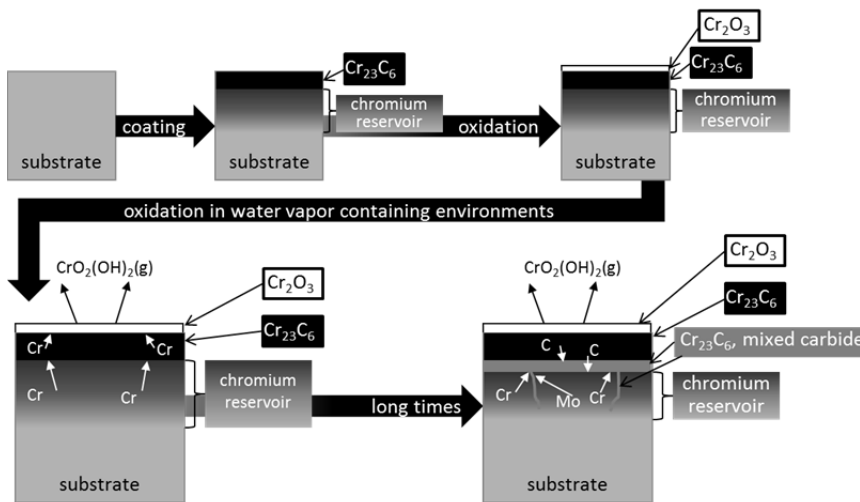 Cr₂O₃
Cr₂₃C₆
Cr₂₃C₆
chromium
reservoir
chromium
reservoir
coating
oxidation
substrate
substrate
substrate
oxidation in water vapor containing environments
CrO₂(OH)₂(g)
Cr₂O₃
Cr₂₃C₆
Cr
Cr
Cr
Cr
chromium
reservoir
substrate
long times
CrO₂(OH)₂(g)
Cr₂O₃
Cr₂₃C₆
Cr₂₃C₆, mixed carbide
C
C
Cr
Mo
Cr
chromium
reservoir
substrate